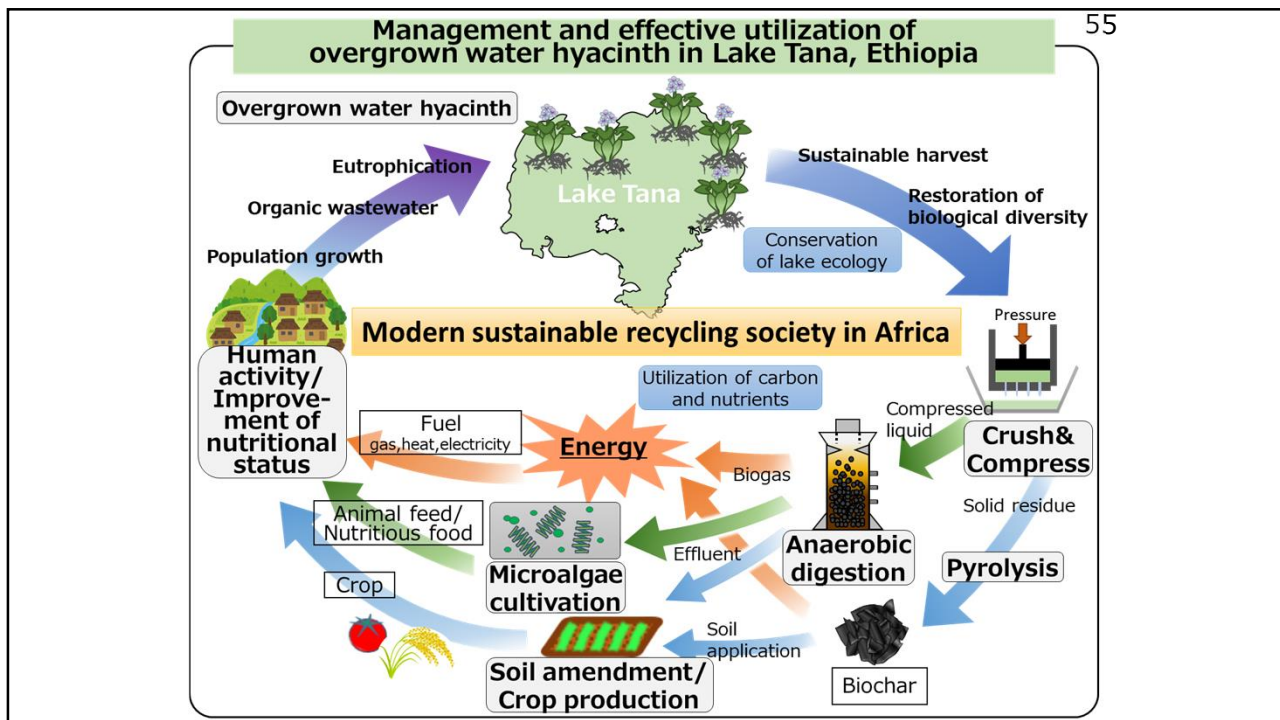 55
Management and effective utilization of
overgrown water hyacinth in Lake Tana, Ethiopia
Overgrown water hyacinth
Eutrophication
Organic wastewater
Population growth
Lake Tana
Sustainable harvest
Restoration of
biological diversity
Conservation
of lake ecology
Modern sustainable recycling society in Africa
Pressure
Human
activity/
Improve-
ment of
nutritional
status
Utilization of carbon
and nutrients
Fuel
gas,heat,electricity
Energy
Biogas
Compressed
liquid
Crush&
Compress
Solid residue
Animal feed/
Nutritious food
Effluent
Anaerobic
digestion
Pyrolysis
Microalgae
cultivation
Crop
Soil
application
Soil amendment/
Crop production
Biochar